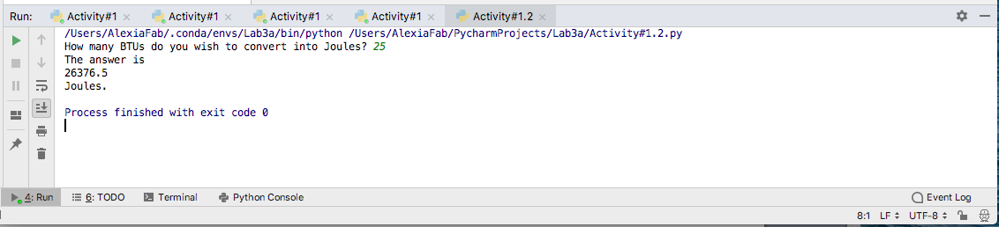 Run: Activity#1 Activity#1 Activity#1 Activity#1 Activity#1.2
/Users/AlexiaFab/.conda/envs/Lab3a/bin/python /Users/AlexiaFab/PycharmProjects/Lab3a/Activity#1.2.py
How many BTUs do you wish to convert into Joules? 25
The answer is
26376.5
Joules.
Process finished with exit code 0
4: Run 6: TODO Terminal Python Console Event Log
8:1 LF UTF-8